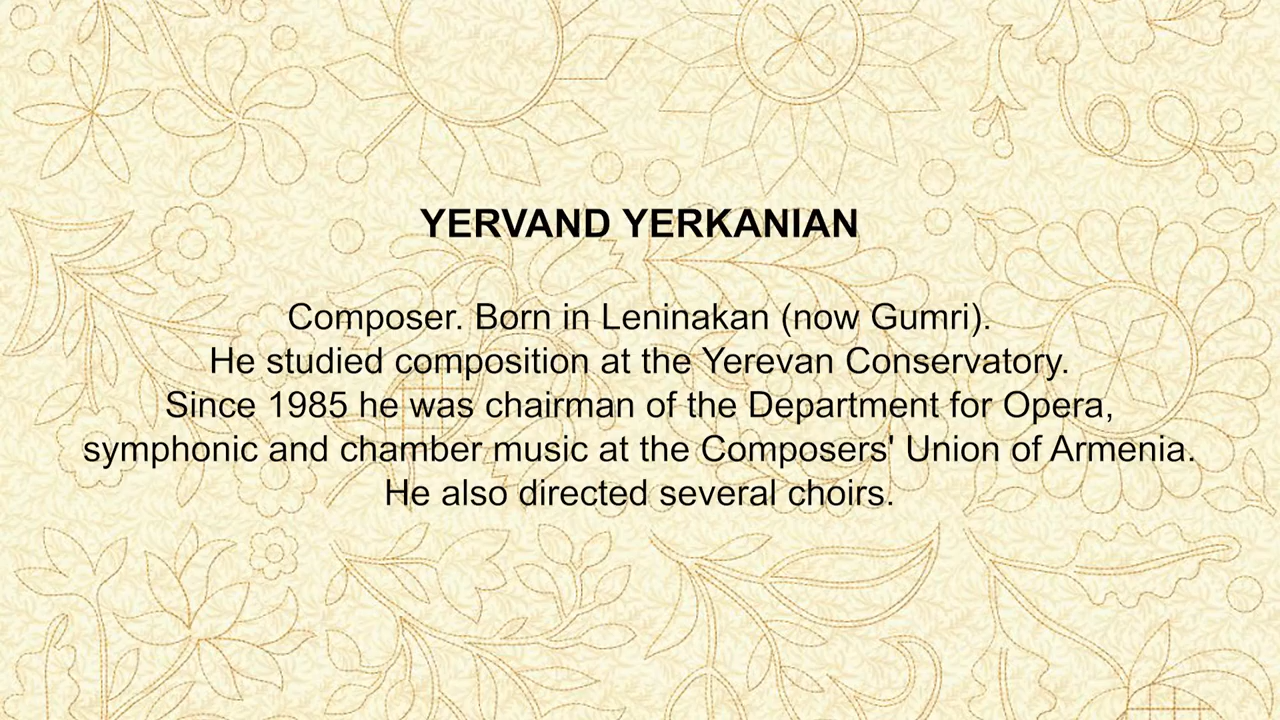 YERVAND YERKANIAN
Composer. Born in Leninakan (now Gumri).
He studied composition at the Yerevan Conservatory.
Since 1985 he was chairman of the Department for Opera,
symphonic and chamber music at the Composers' Union of Armenia.
He also directed several choirs.